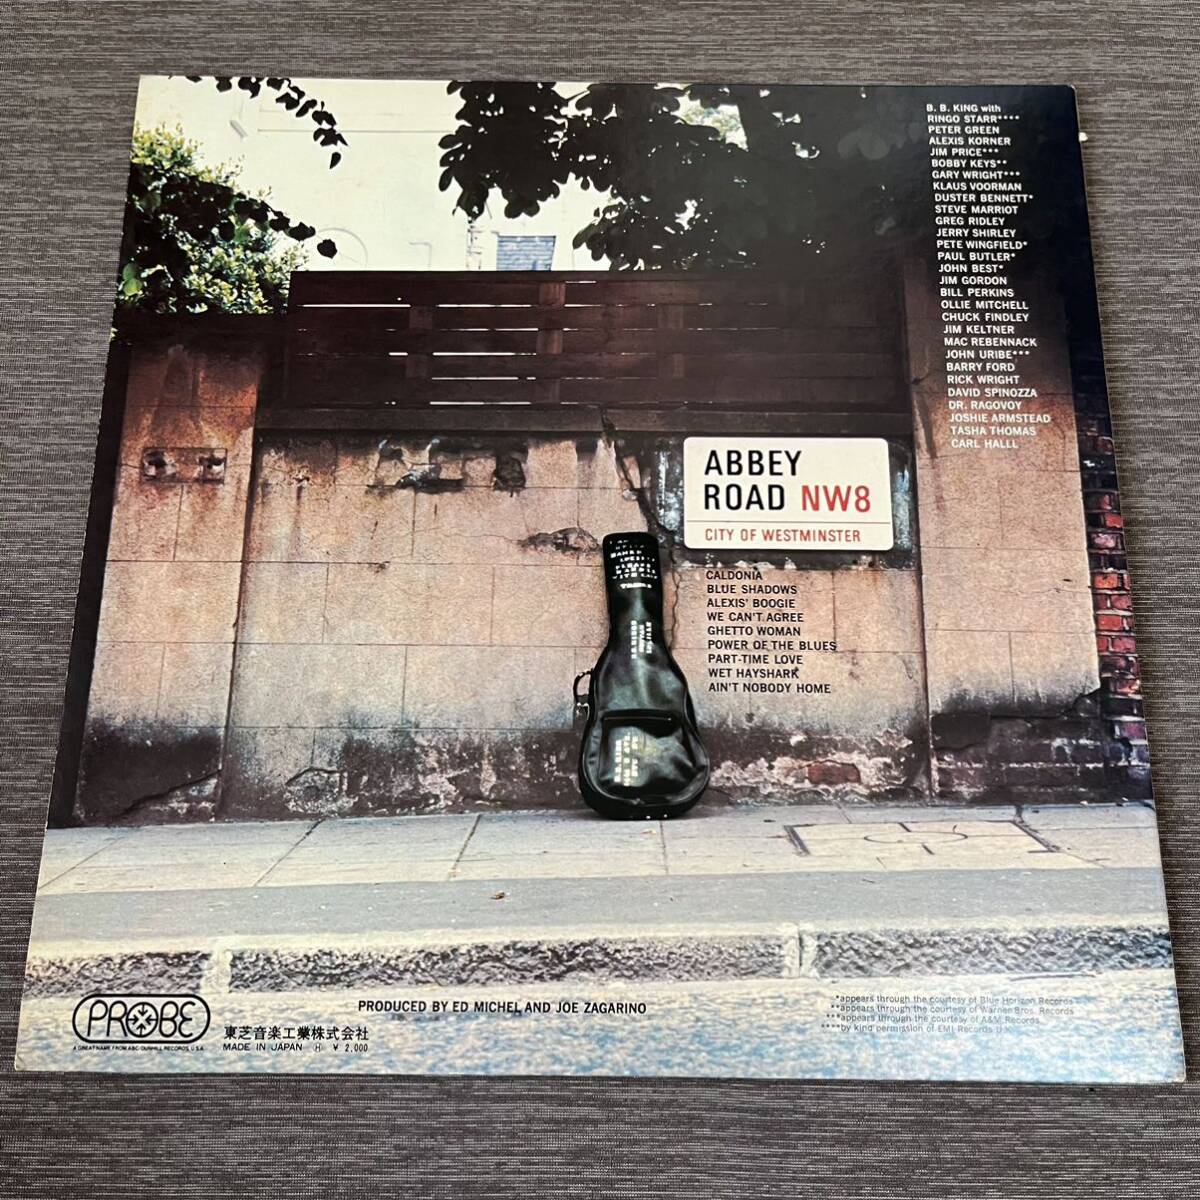 B. B. KING with
RINGO STARR****
PETER GREEN
ALEXIS KORNER
JIM PRICE***
BOBBY KEYS**
GARY WRIGHT***
KLAUS VOORMAN
DUSTER BENNETT*
STEVE MARRIOT
GREG RIDLEY
JERRY SHIRLEY
PETE WINGFIELD*
PAUL BUTLER*
JOHN BEST*
JIM GORDON
BILL PERKINS
OLLIE MITCHELL
CHUCK FINDLEY
JIM KELTNER
MAC REBENNACK
JOHN URIBE***
BARRY FORD
RICK WRIGHT
DAVID SPINOZZA
DR. RAGOVOY
JOSHIE ARMSTEAD
TASHA THOMAS
CARL HALLL
ABBEY
ROAD NW8
CITY OF WESTMINSTER
CALDONIA
BLUE SHADOWS
ALEXIS' BOOGIE
WE CAN'T AGREE
GHETTO WOMAN
POWER OF THE BLUES
PART-TIME LOVE
WET HAYSHARK
AIN'T NOBODY HOME
PROBE
A GREAT NAME FROM ABC/DUNHILL RECORDS, U.S.A.
東芝音楽工業株式会社
MADE IN JAPAN H ¥ 2,000
PRODUCED BY ED MICHEL AND JOE ZAGARINO
*appears through the courtesy of Blue Horizon Records
**appears through the courtesy of Warner Bros. Records
***appears through the courtesy of A&M Records
****by kind permission of EMI Records U.K.